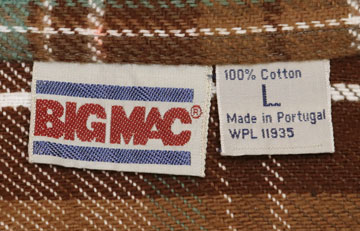 BIG MAC®
100% Cotton
L
Made in Portugal
WPL 11935